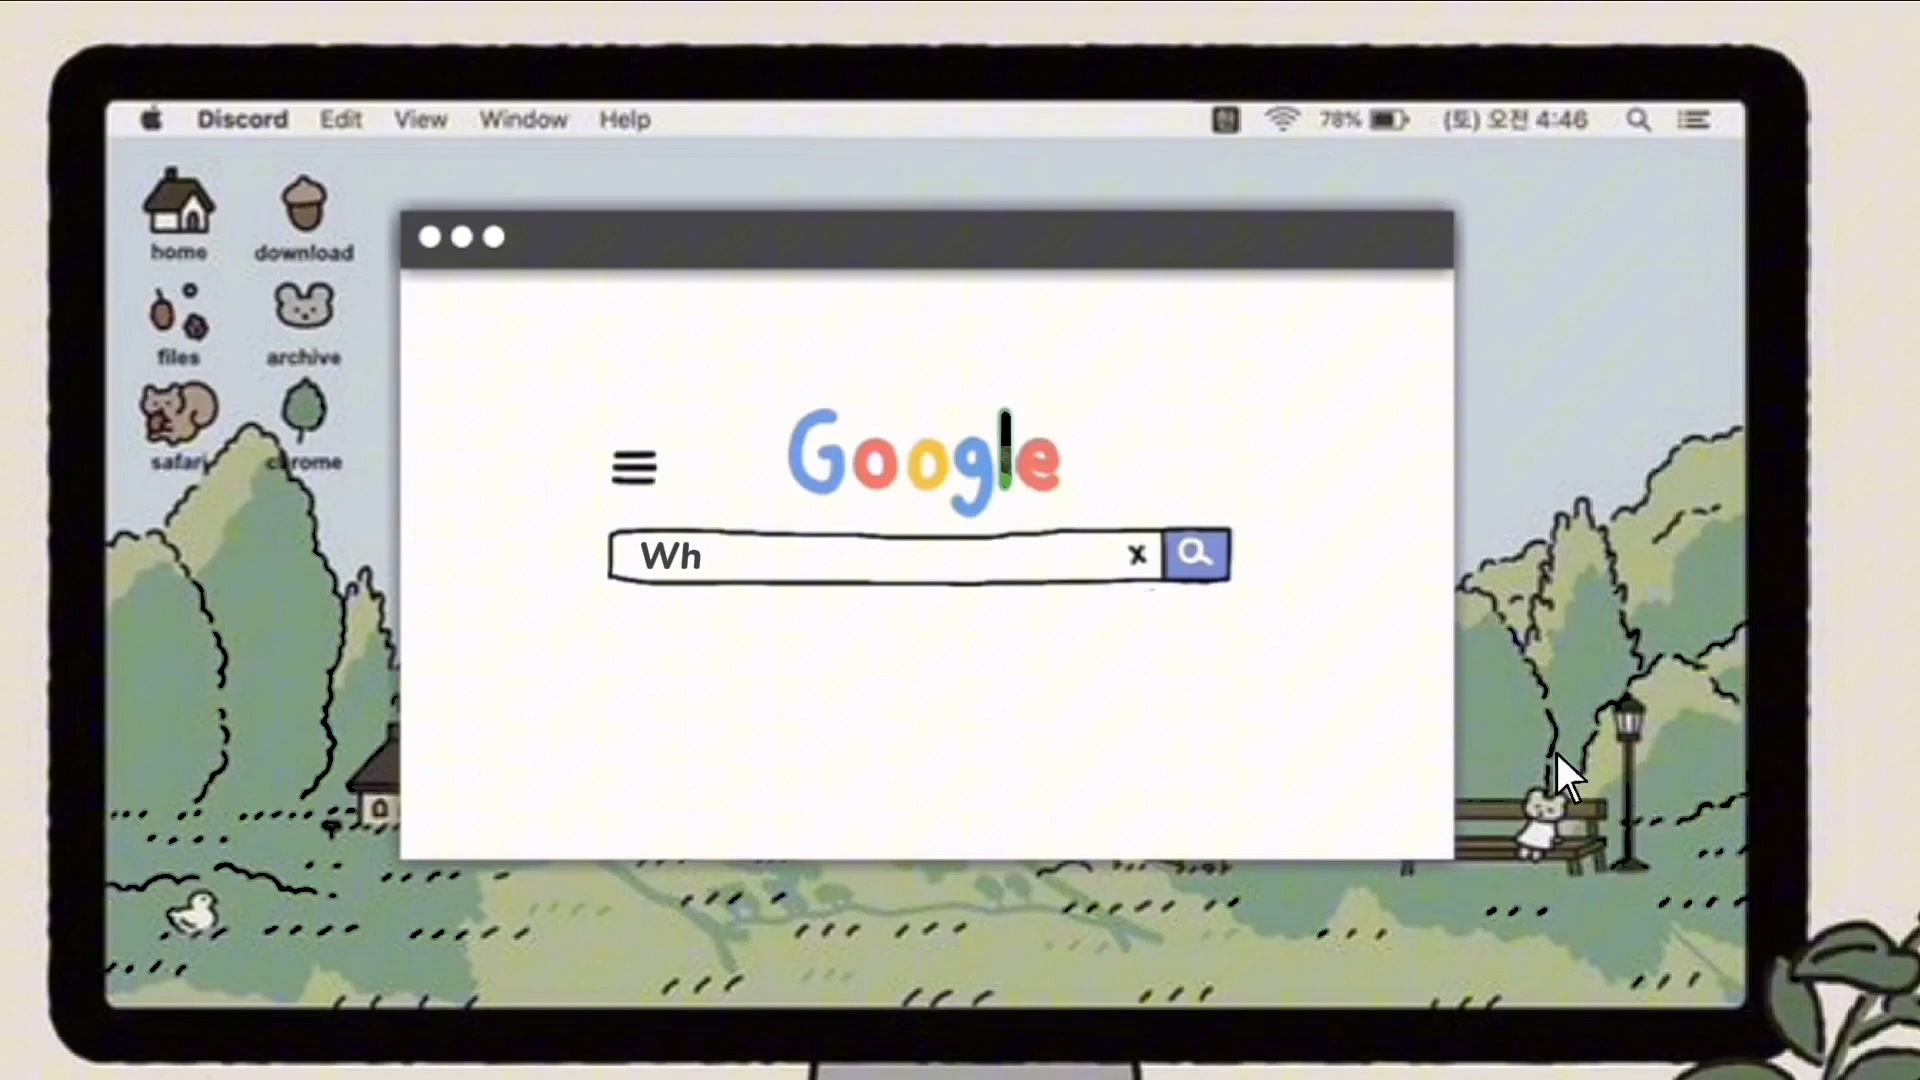 Discord Edit View Window Help 78% (토) 오전 4:46
home download
files archive
safari chrome
Google
Wh x